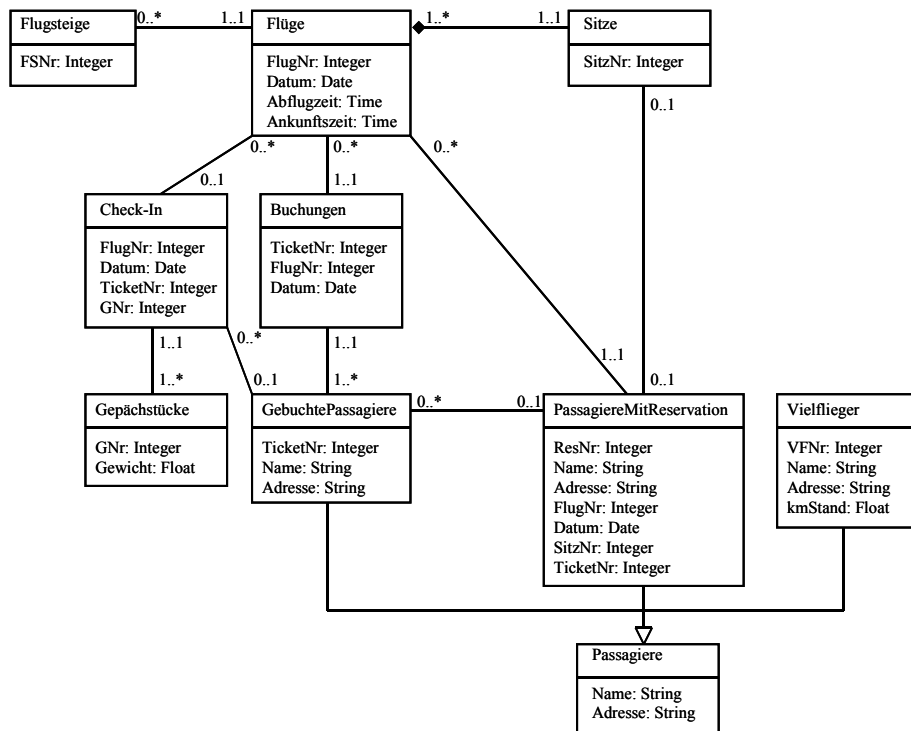 Flugsteige
FSNr: Integer
0..*
1..1
Flüge
FlugNr: Integer
Datum: Date
Abflugzeit: Time
Ankunftszeit: Time
1..*
1..1
Sitze
SitzNr: Integer
0..*
0..*
0..*
0..1
0..1
1..1
Check-In
FlugNr: Integer
Datum: Date
TicketNr: Integer
GNr: Integer
Buchungen
TicketNr: Integer
FlugNr: Integer
Datum: Date
1..1
0..*
1..1
1..1
1..*
0..1
1..*
0..1
Gepächstücke
GNr: Integer
Gewicht: Float
GebuchtePassagiere
TicketNr: Integer
Name: String
Adresse: String
0..*
0..1
PassagiereMitReservation
ResNr: Integer
Name: String
Adresse: String
FlugNr: Integer
Datum: Date
SitzNr: Integer
TicketNr: Integer
Vielflieger
VFNr: Integer
Name: String
Adresse: String
kmStand: Float
Passagiere
Name: String
Adresse: String